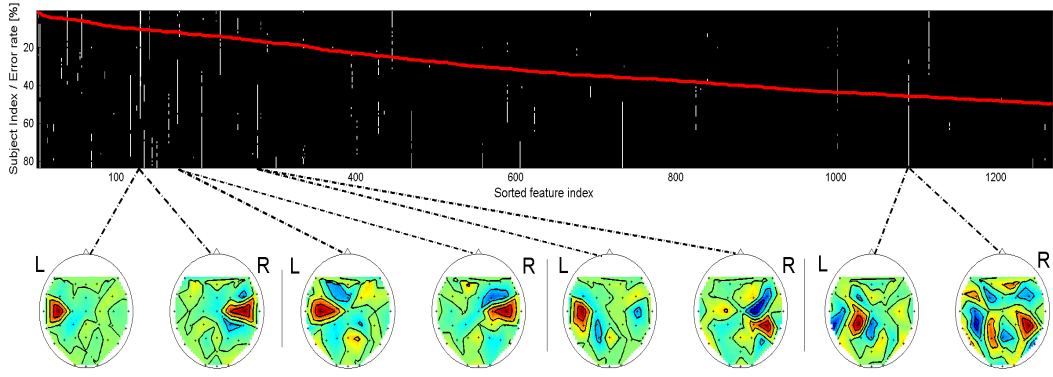 Subject Index / Error rate [%]
20
40
60
80
100
400
600
800
1000
1200
Sorted feature index
L
R
L
R
L
R
L
R